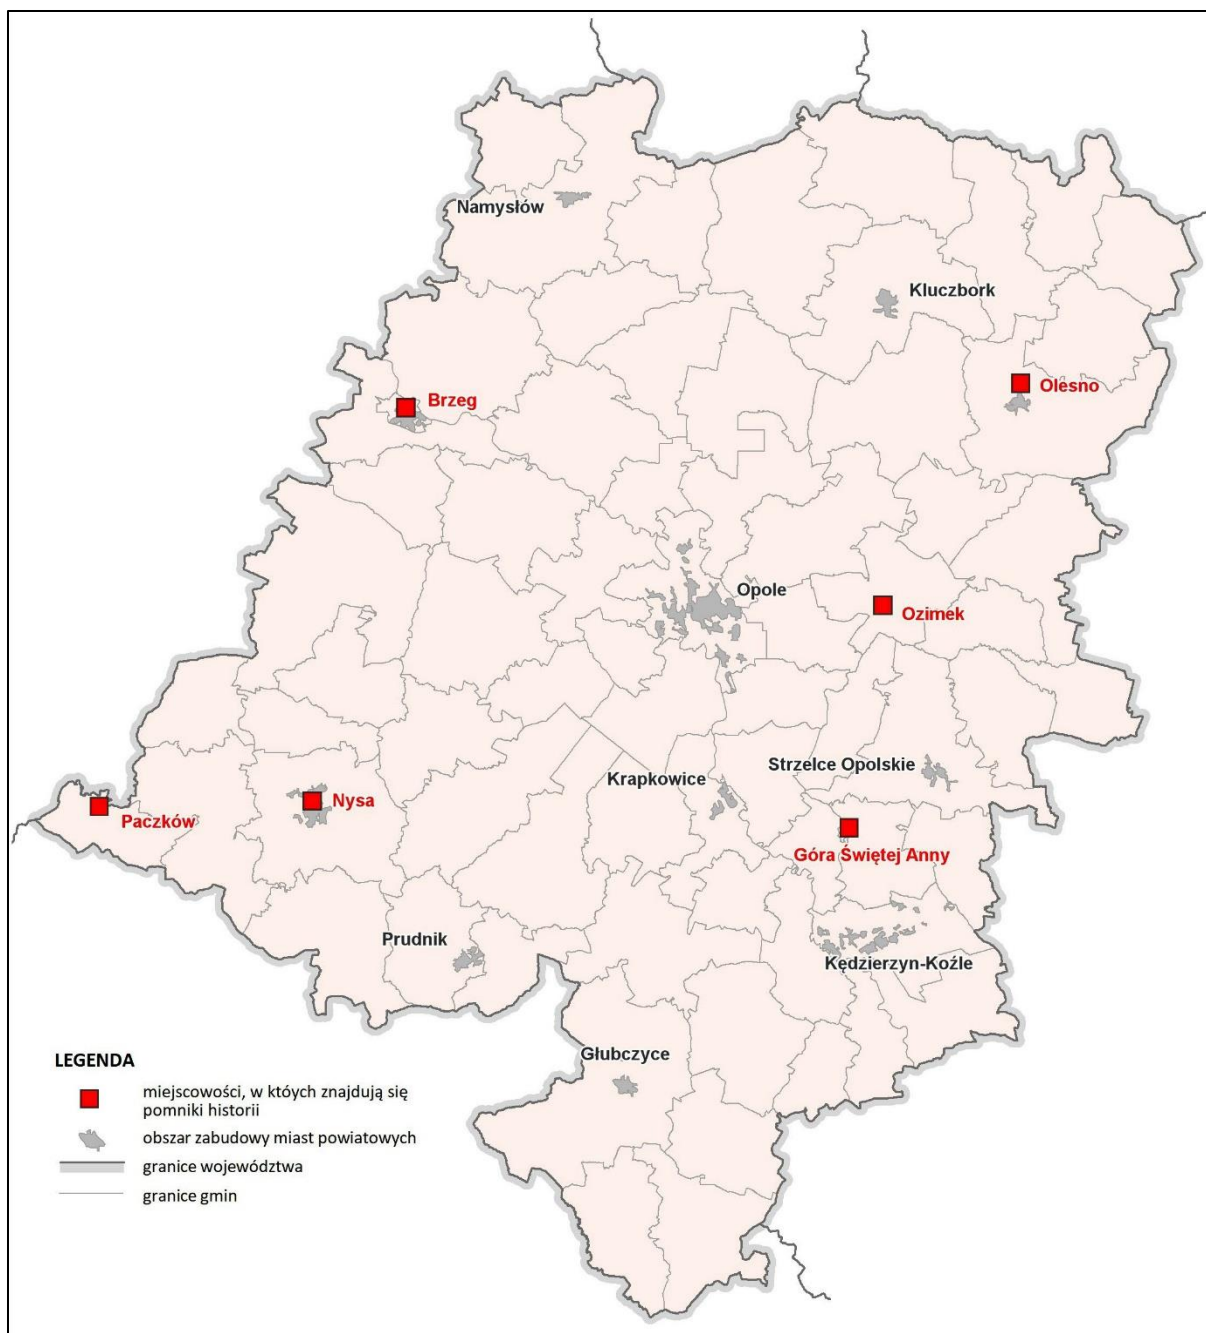 Namysłów
Kluczbork
Olesno
Brzeg
Opole
Ozimek
Strzelce Opolskie
Krapkowice
Nysa
Paczków
Góra Świętej Anny
Prudnik
Kędzierzyn-Koźle
Głubczyce
LEGENDA
miejscowości, w któych znajdują się
pomniki historii
obszar zabudowy miast powiatowych
granice województwa
granice gmin